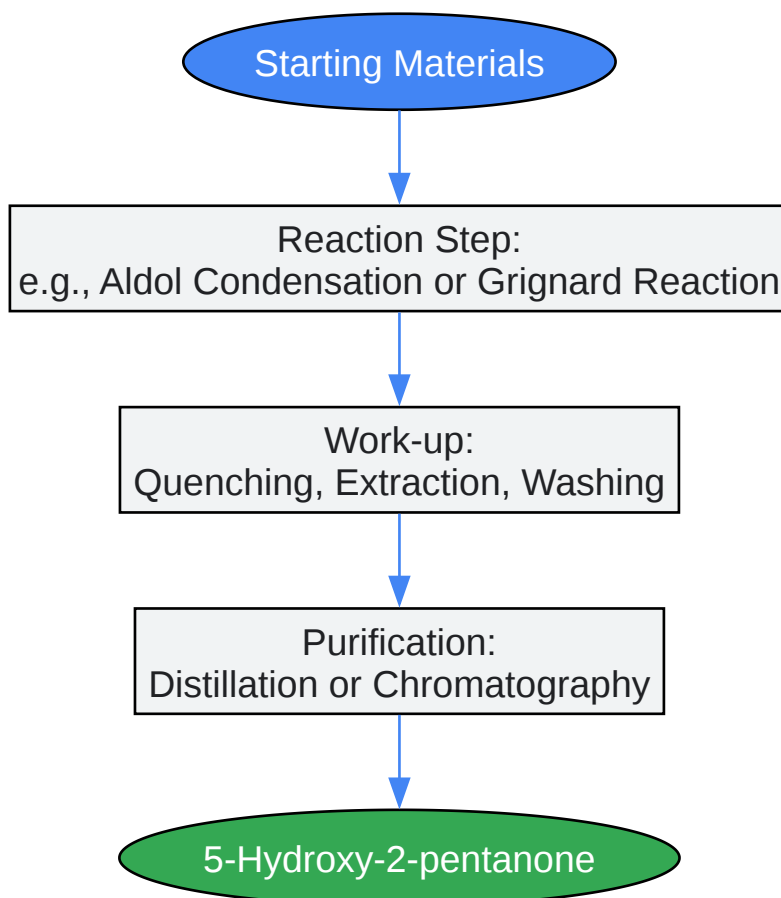 Starting Materials
Reaction Step:
e.g., Aldol Condensation or Grignard Reaction
Work-up:
Quenching, Extraction, Washing
Purification:
Distillation or Chromatography
5-Hydroxy-2-pentanone